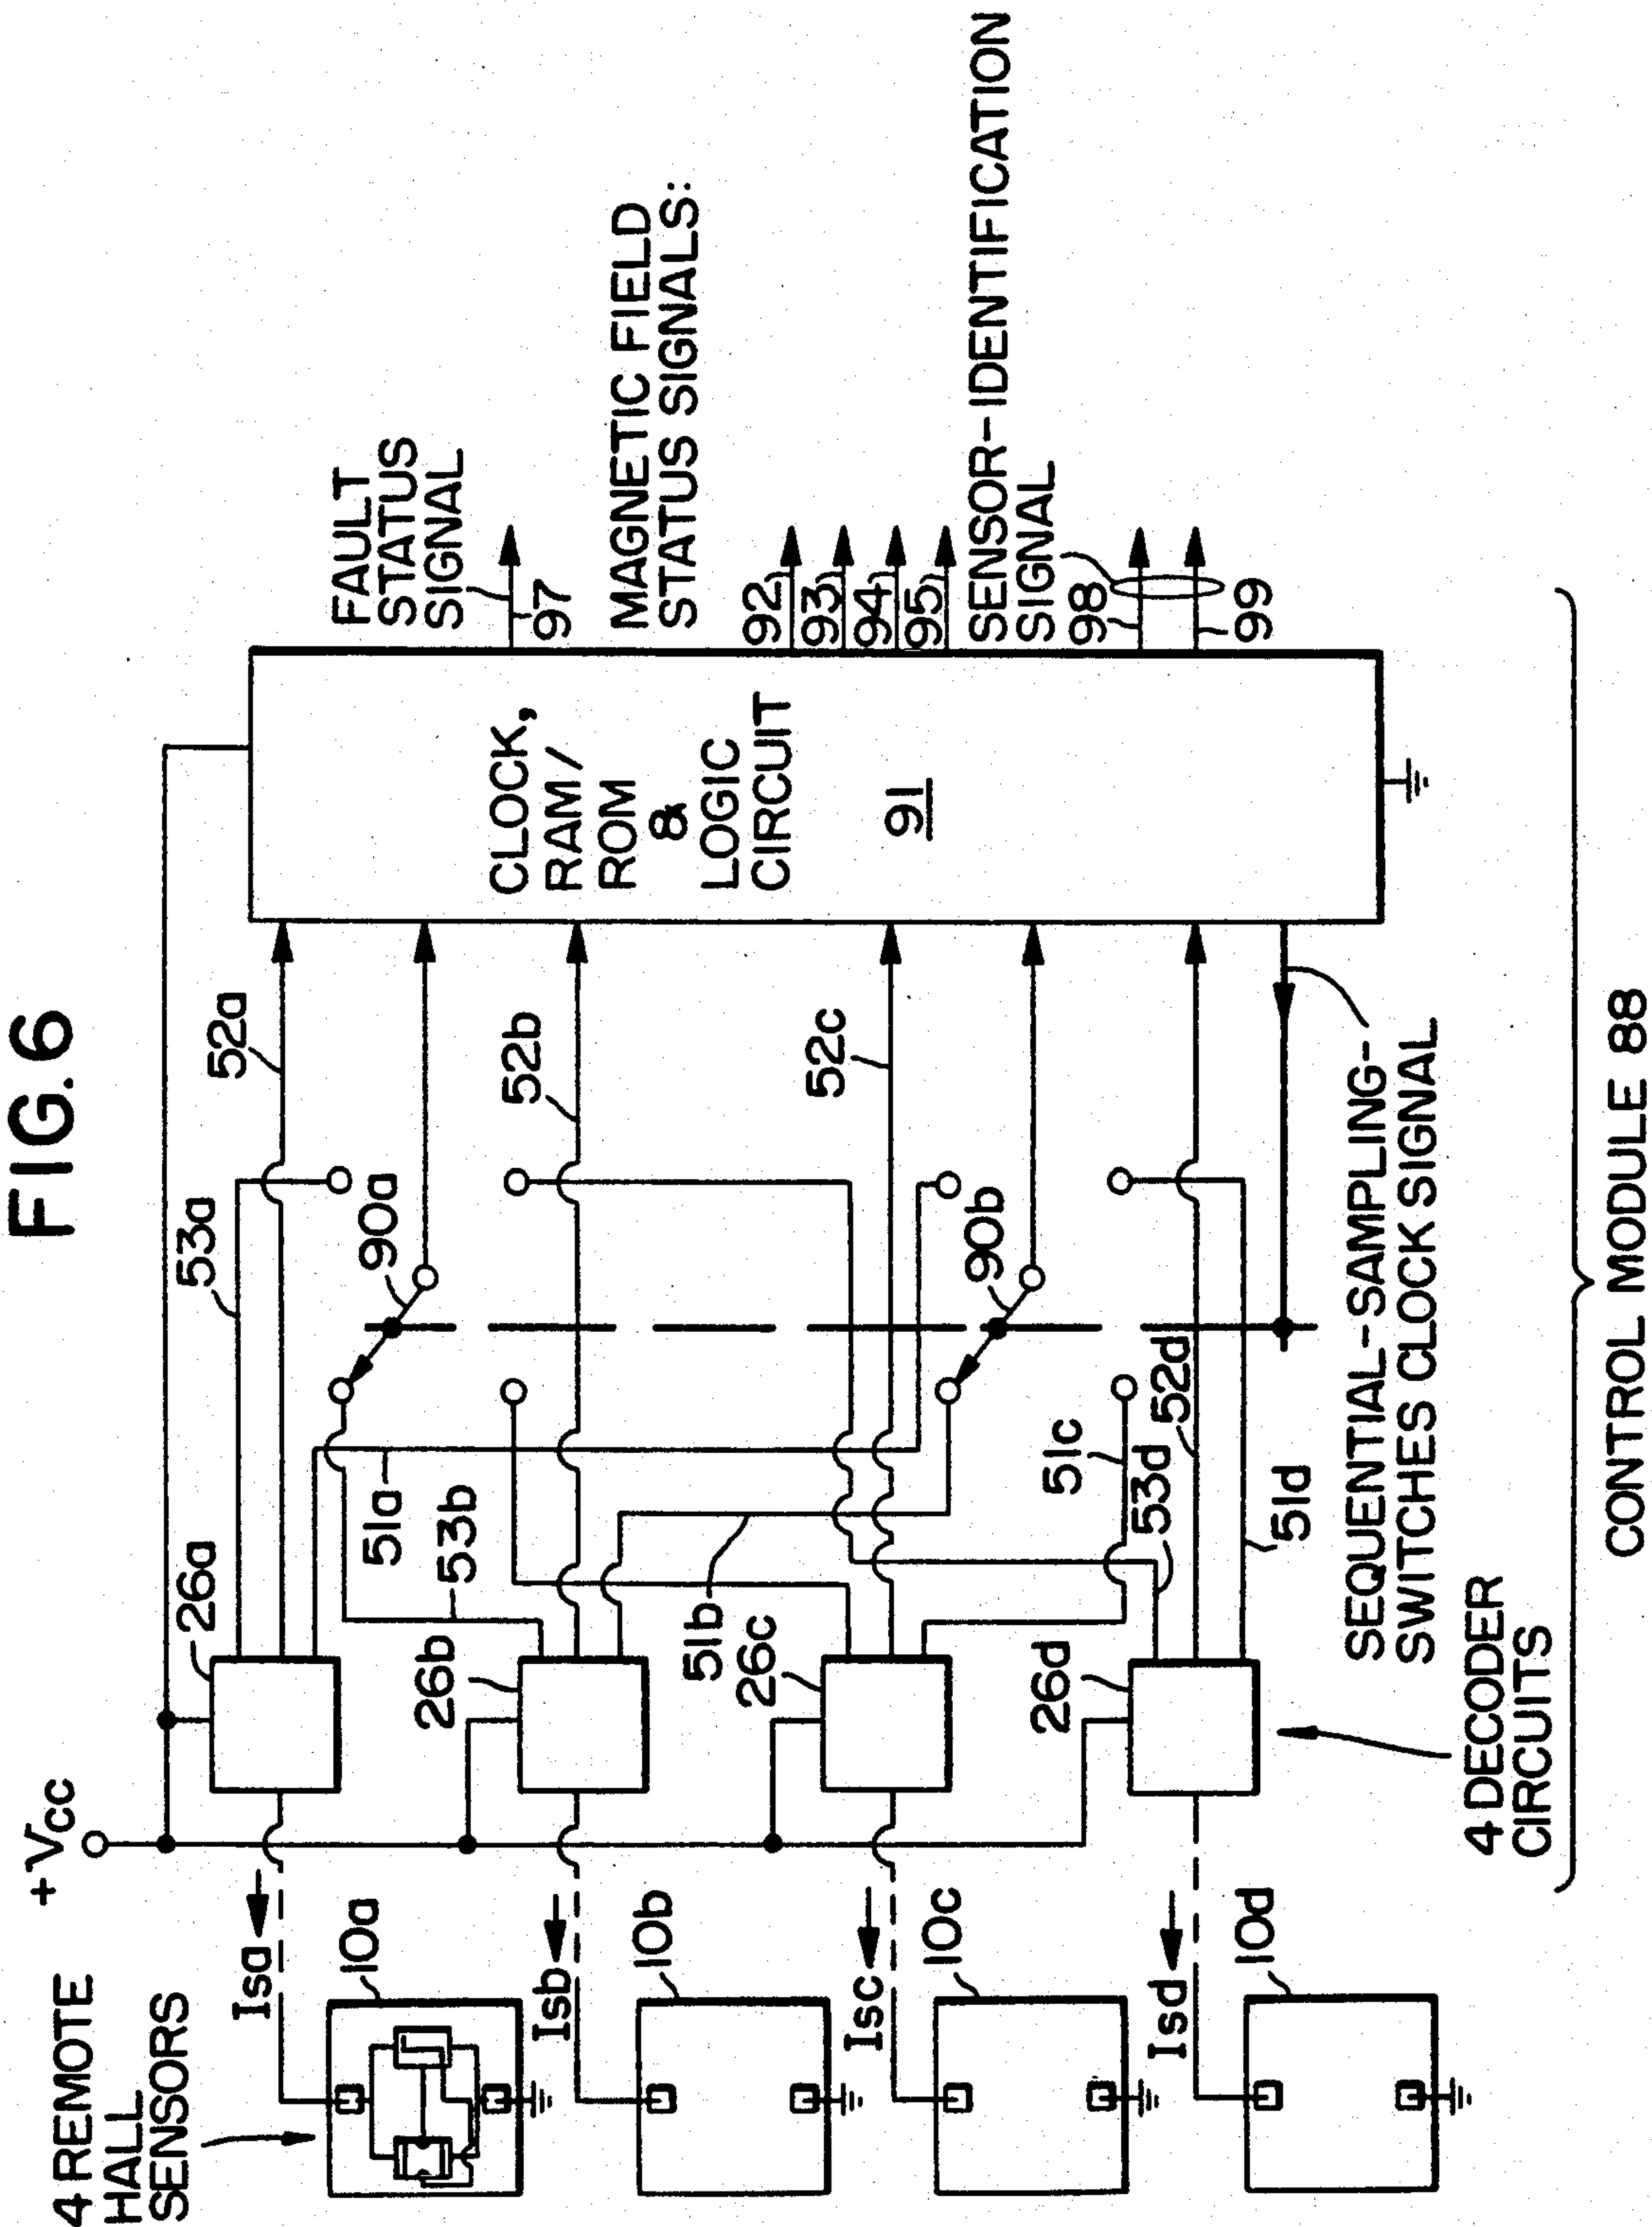 FIG. 6
4 REMOTE
HALL
SENSORS
+Vcc
Isa
10a
Isb
10b
Isc
10c
Isd
10d
26a
26b
26c
26d
53a
52a
90a
51a
53b
52b
51b
52c
90b
51c
53d
52d
51d
4 DECODER
CIRCUITS
SEQUENTIAL-SAMPLING-
SWITCHES CLOCK SIGNAL
CLOCK,
RAM/
ROM
&
LOGIC
CIRCUIT
91
FAULT
STATUS
SIGNAL
97
MAGNETIC FIELD
STATUS SIGNALS:
92
93
94
95
SENSOR-IDENTIFICATION
SIGNAL
98
99
CONTROL MODULE 88